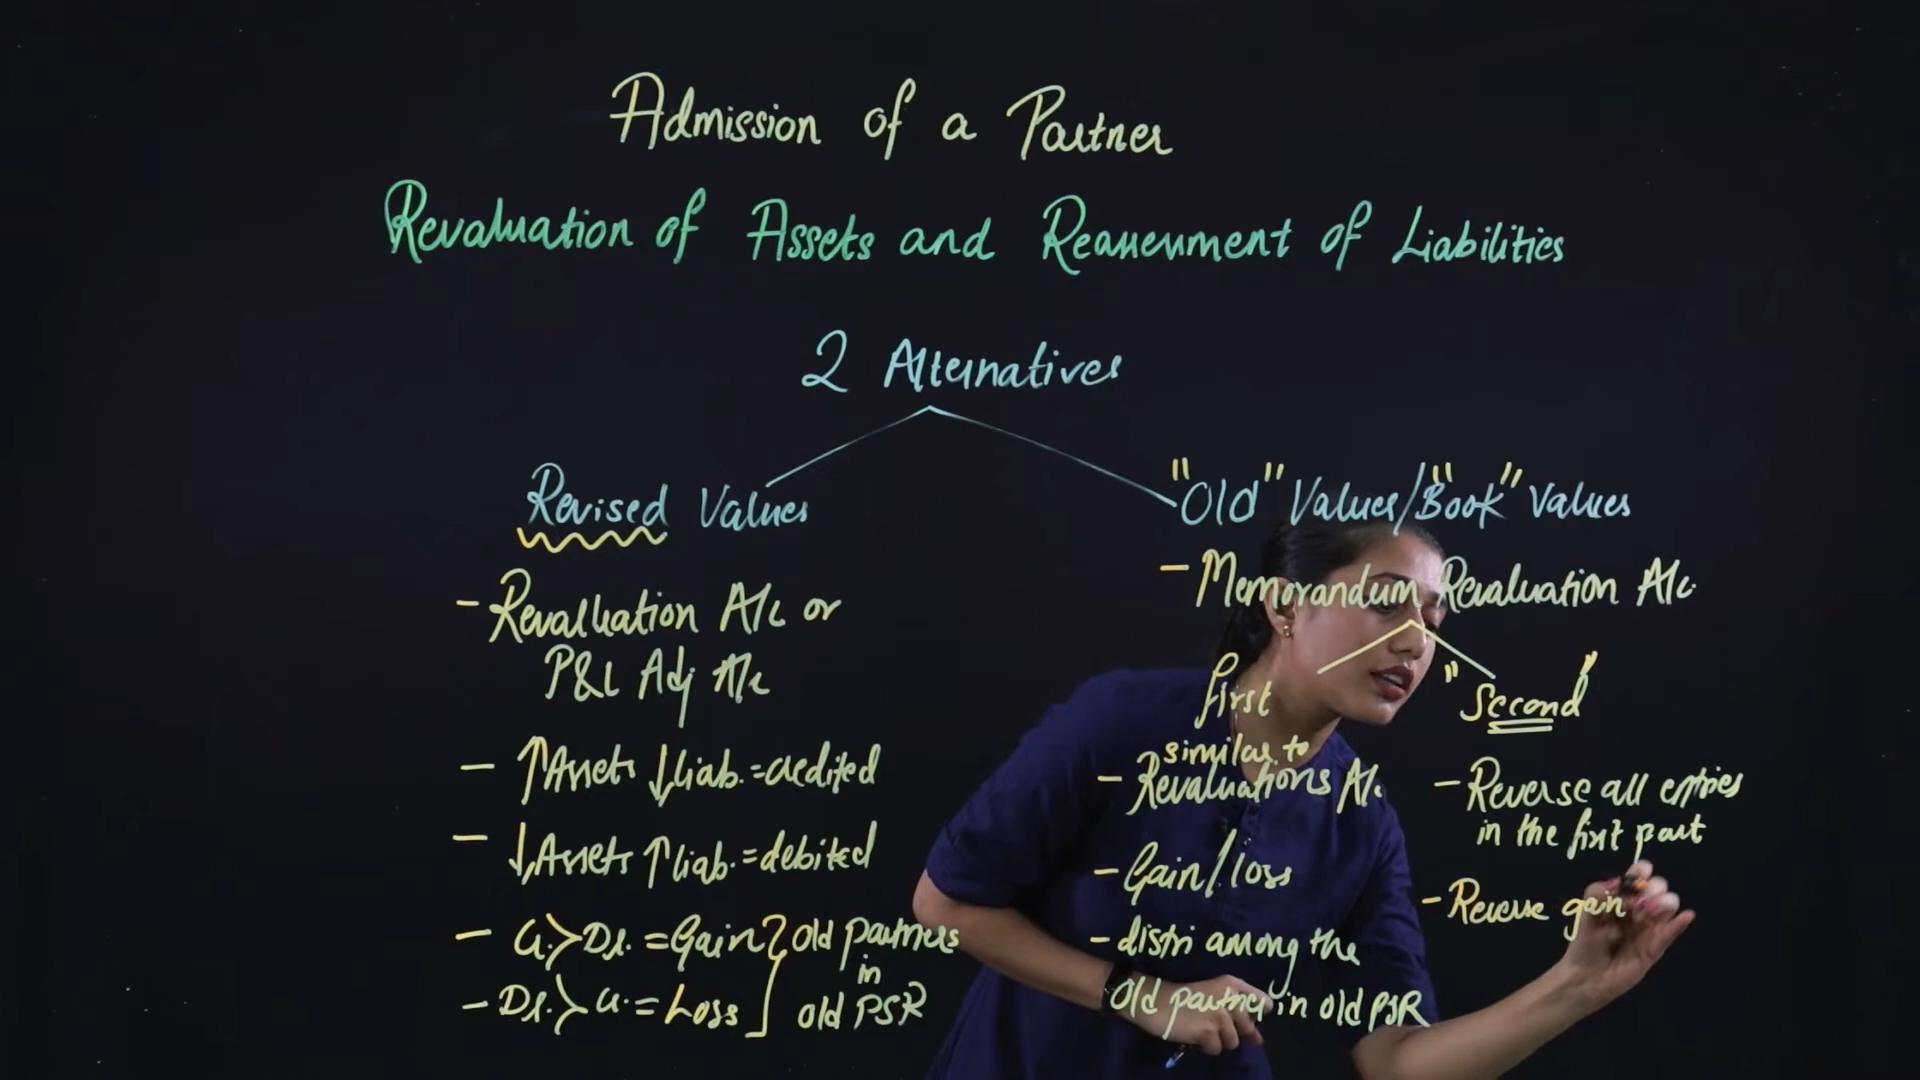 Admission of a Partner
Revaluation of Assets and Reassessment of Liabilities
2 Alternatives
Revised Values
- Revalluation A/c or
P&L Adj A/c
- ↑Assets ↓liab. = credited
- ↓Assets ↑liab. = debited
- Cr. > Dr. = Gain } old partners
in
- Dr. > Cr. = Loss ] old PSR
"Old" Values/"Book" Values
- Memorandum Revaluation A/c
first
similar to
- Revaluations A/c
- Gain/loss
- distri among the
Old partner in old PSR
"Second"
- Reverse all entries
in the first part
- Reverse gain